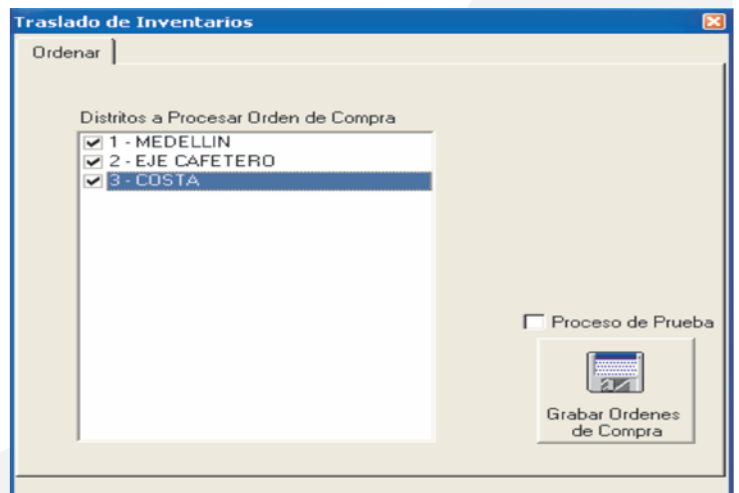 Traslado de Inventarios
Ordenar
Distritos a Procesar Orden de Compra
1 - MEDELLIN
2 - EJE CAFETERO
3 - COSTA
Proceso de Prueba
Grabar Ordenes
de Compra